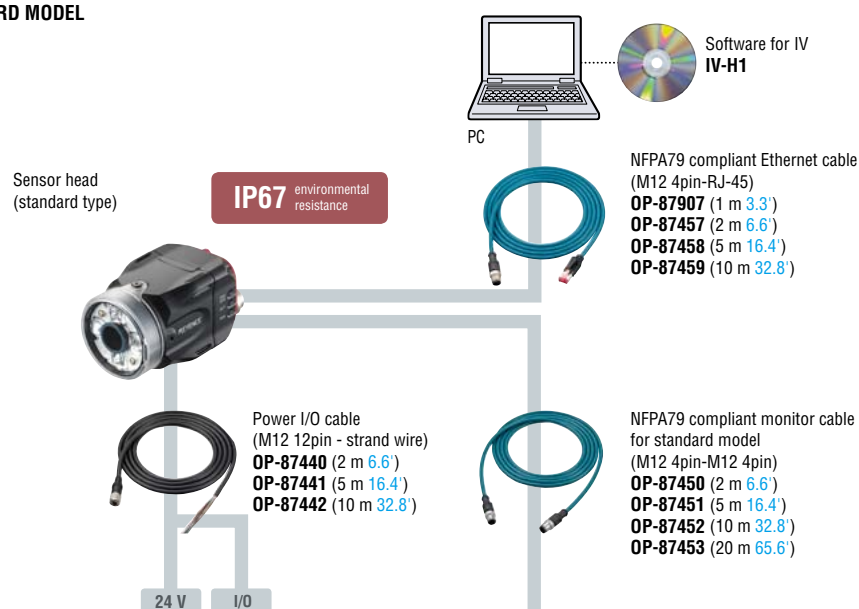 RD MODEL
Software for IV
IV-H1
PC
Sensor head
(standard type)
IP67 environmental
resistance
NFPA79 compliant Ethernet cable
(M12 4pin-RJ-45)
OP-87907 (1 m 3.3')
OP-87457 (2 m 6.6')
OP-87458 (5 m 16.4')
OP-87459 (10 m 32.8')
KEYENCE
Power I/O cable
(M12 12pin - strand wire)
OP-87440 (2 m 6.6')
OP-87441 (5 m 16.4')
OP-87442 (10 m 32.8')
NFPA79 compliant monitor cable
for standard model
(M12 4pin-M12 4pin)
OP-87450 (2 m 6.6')
OP-87451 (5 m 16.4')
OP-87452 (10 m 32.8')
OP-87453 (20 m 65.6')
24 V
I/O